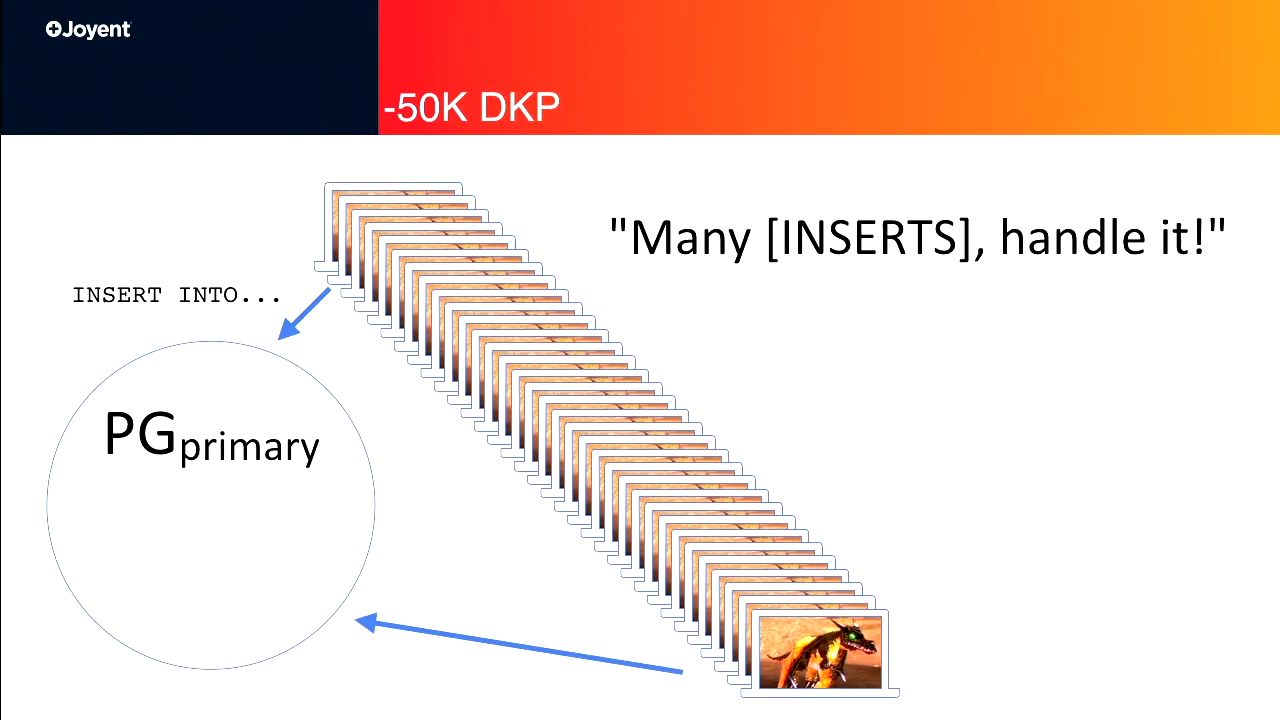 Joyent
-50K DKP
"Many [INSERTS], handle it!"
INSERT INTO...
PGprimary